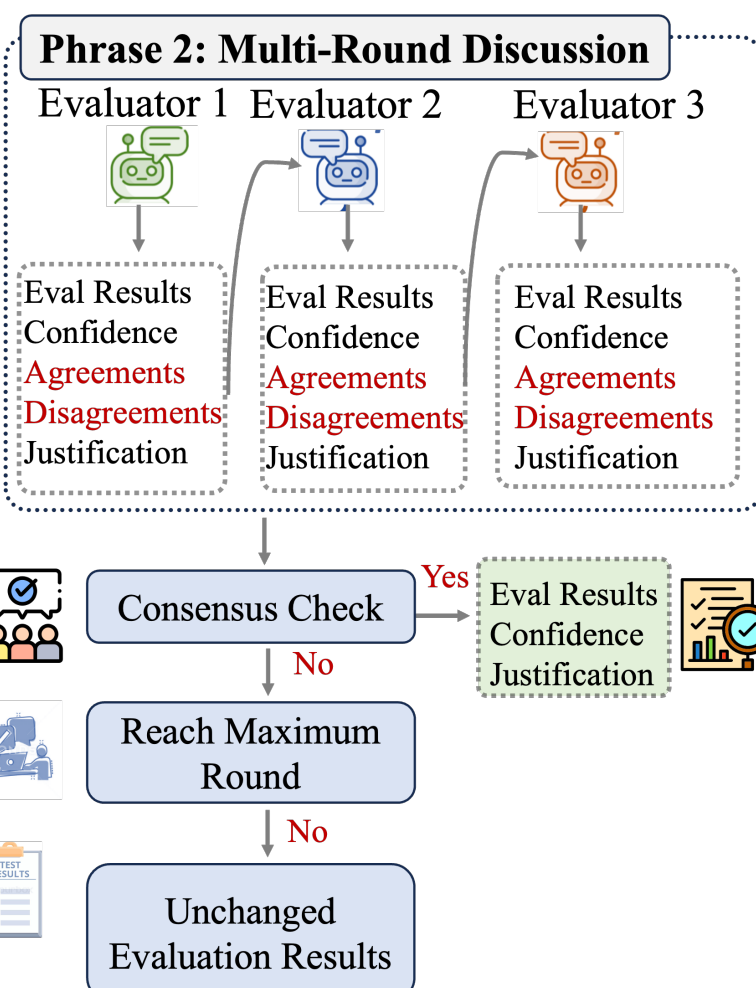 Phrase 2: Multi-Round Discussion
Evaluator 1
Evaluator 2
Evaluator 3
Eval Results
Confidence
Agreements
Disagreements
Justification
Eval Results
Confidence
Agreements
Disagreements
Justification
Eval Results
Confidence
Agreements
Disagreements
Justification
Consensus Check
Yes
Eval Results
Confidence
Justification
No
Reach Maximum
Round
No
TEST
ESULTS
Unchanged
Evaluation Results